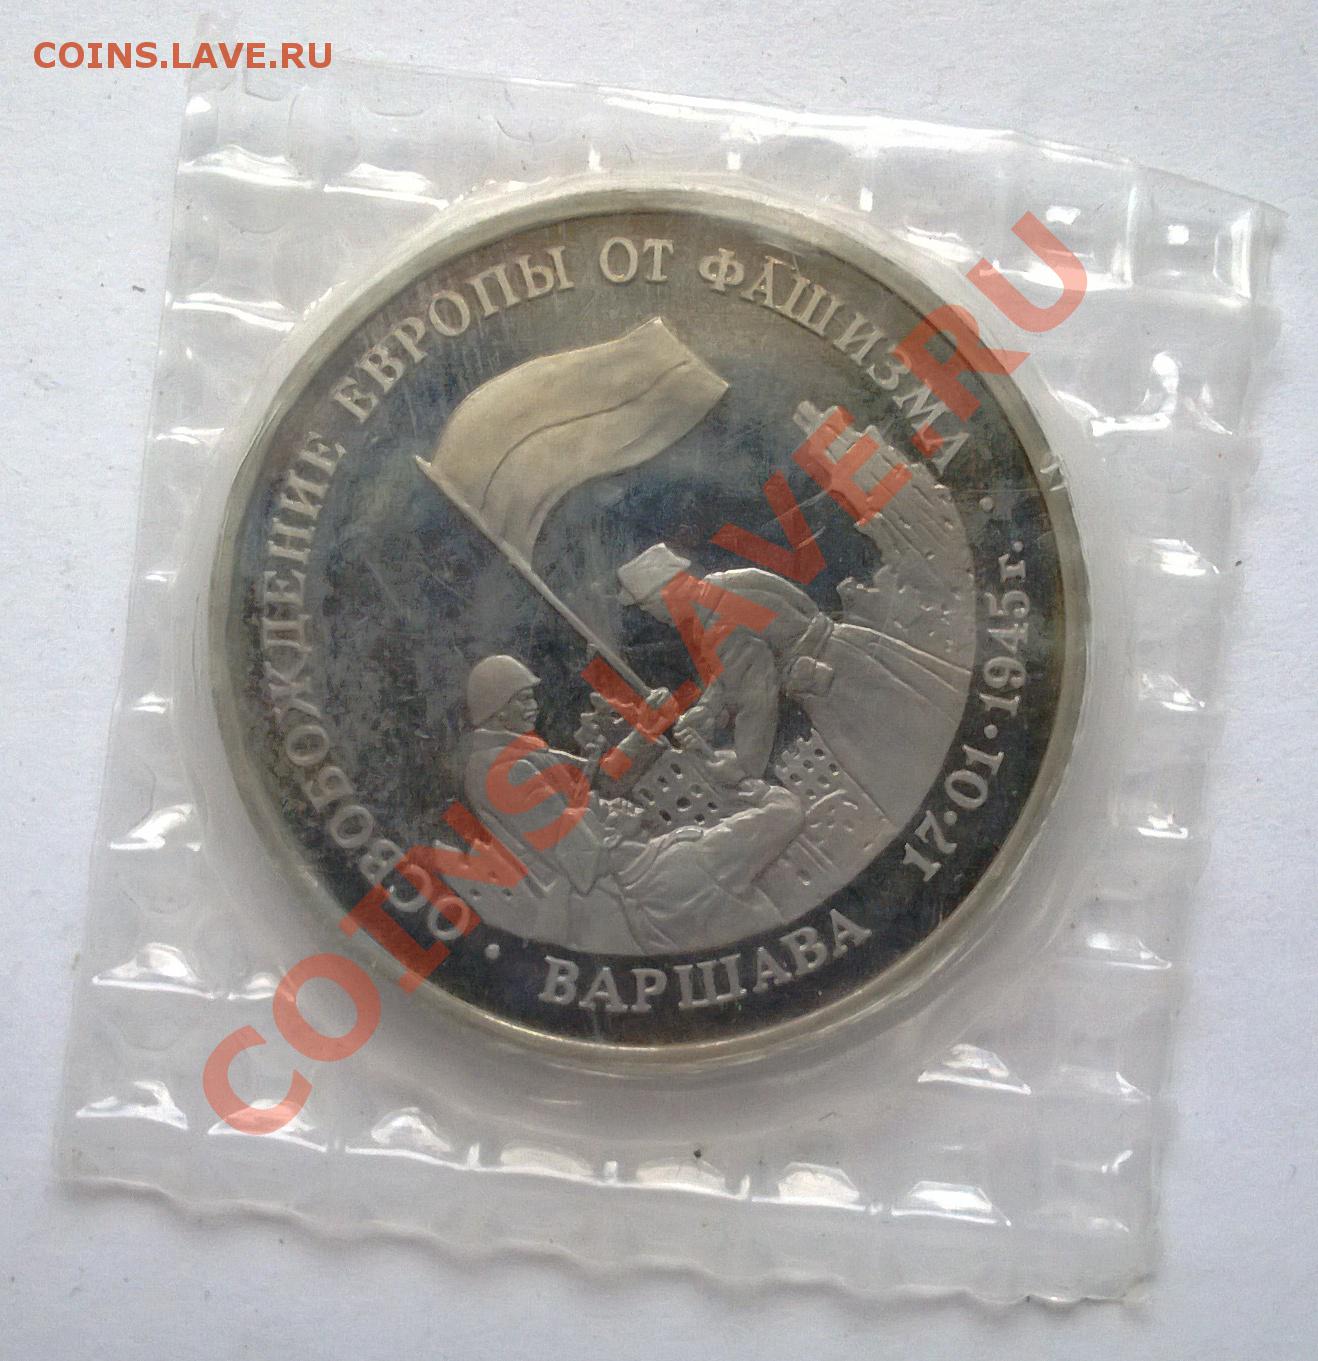 COINS.LAVE.RU
ОСВОБОЖДЕНИЕ ЕВРОПЫ ОТ ФАШИЗМА
• ВАРШАВА 17•01•1945г. •
COINS.LAVE.RU